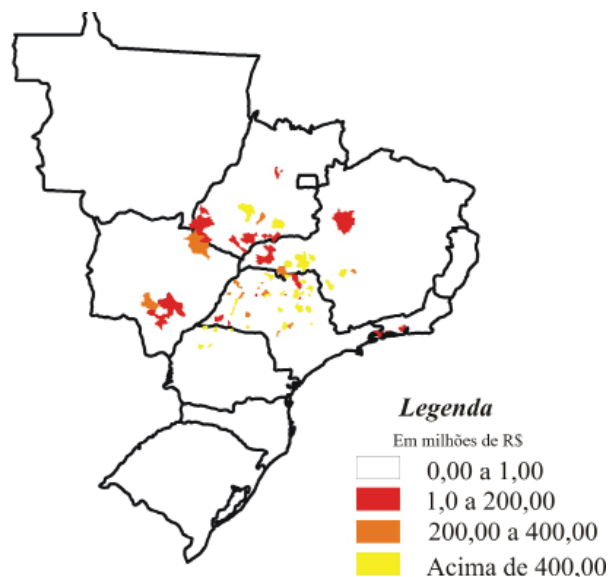 Legenda
Em milhões de R$
0,00 a 1,00
1,0 a 200,00
200,00 a 400,00
Acima de 400,00